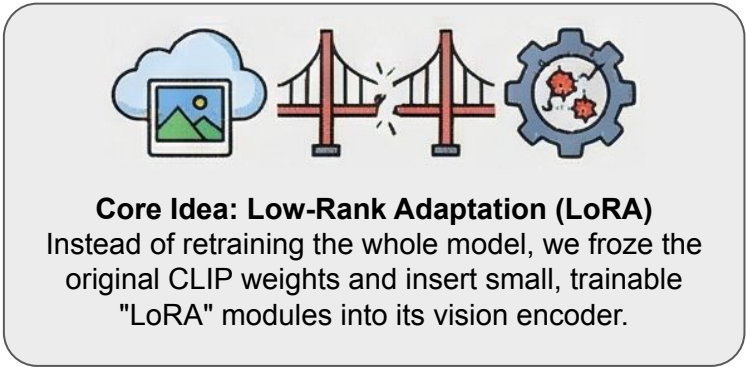 Core Idea: Low-Rank Adaptation (LoRA)
Instead of retraining the whole model, we froze the
original CLIP weights and insert small, trainable
"LoRA" modules into its vision encoder.